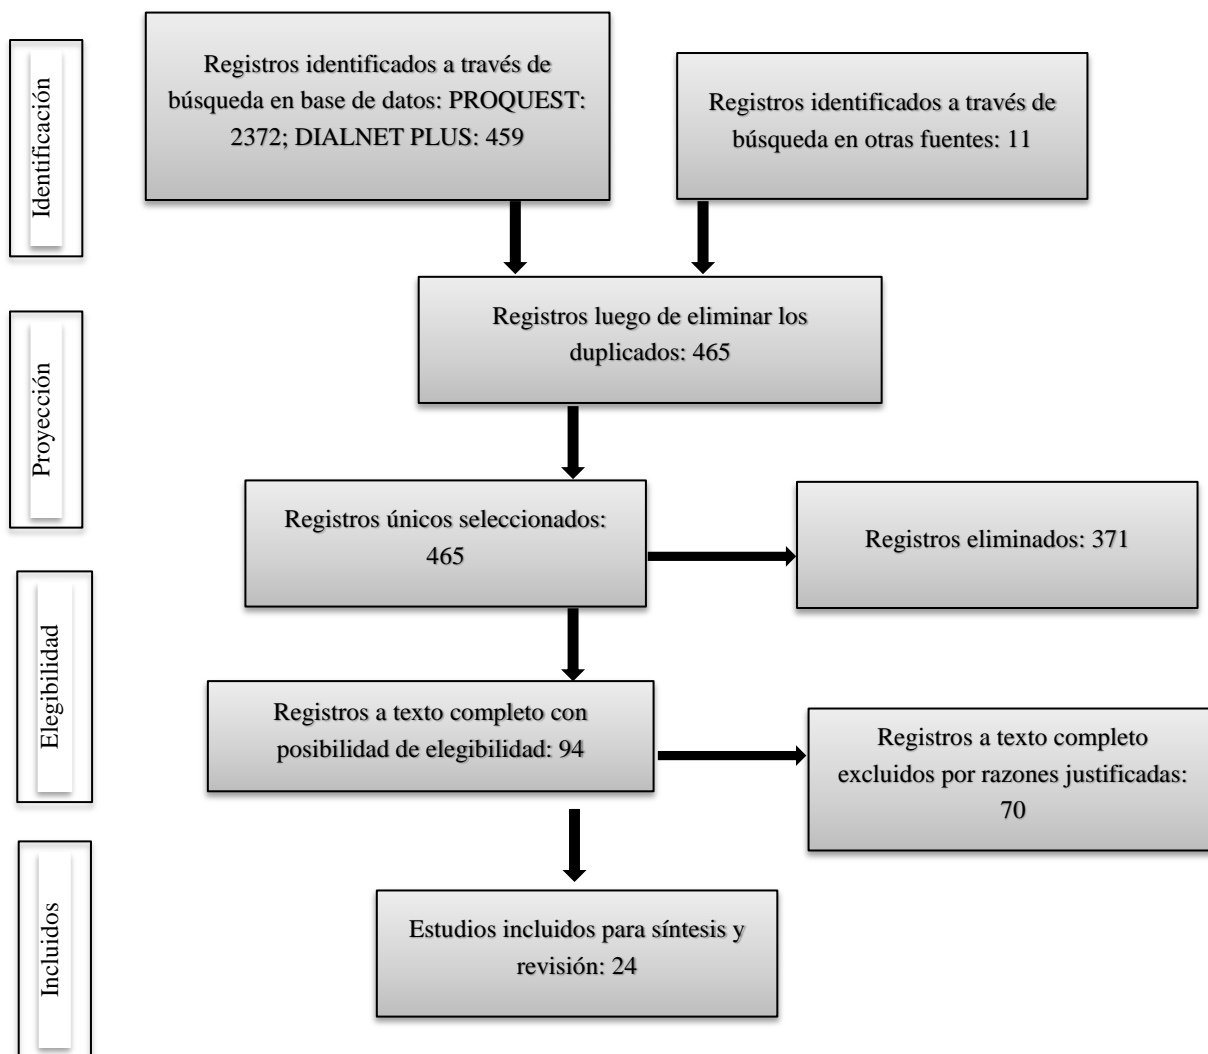 Identificación
Registros identificados a través de
búsqueda en base de datos: PROQUEST:
2372; DIALNET PLUS: 459
Registros identificados a través de
búsqueda en otras fuentes: 11
Proyección
Registros luego de eliminar los
duplicados: 465
Registros únicos seleccionados:
465
Registros eliminados: 371
Elegibilidad
Registros a texto completo con
posibilidad de elegibilidad: 94
Registros a texto completo
excluidos por razones justificadas:
70
Incluidos
Estudios incluidos para síntesis y
revisión: 24